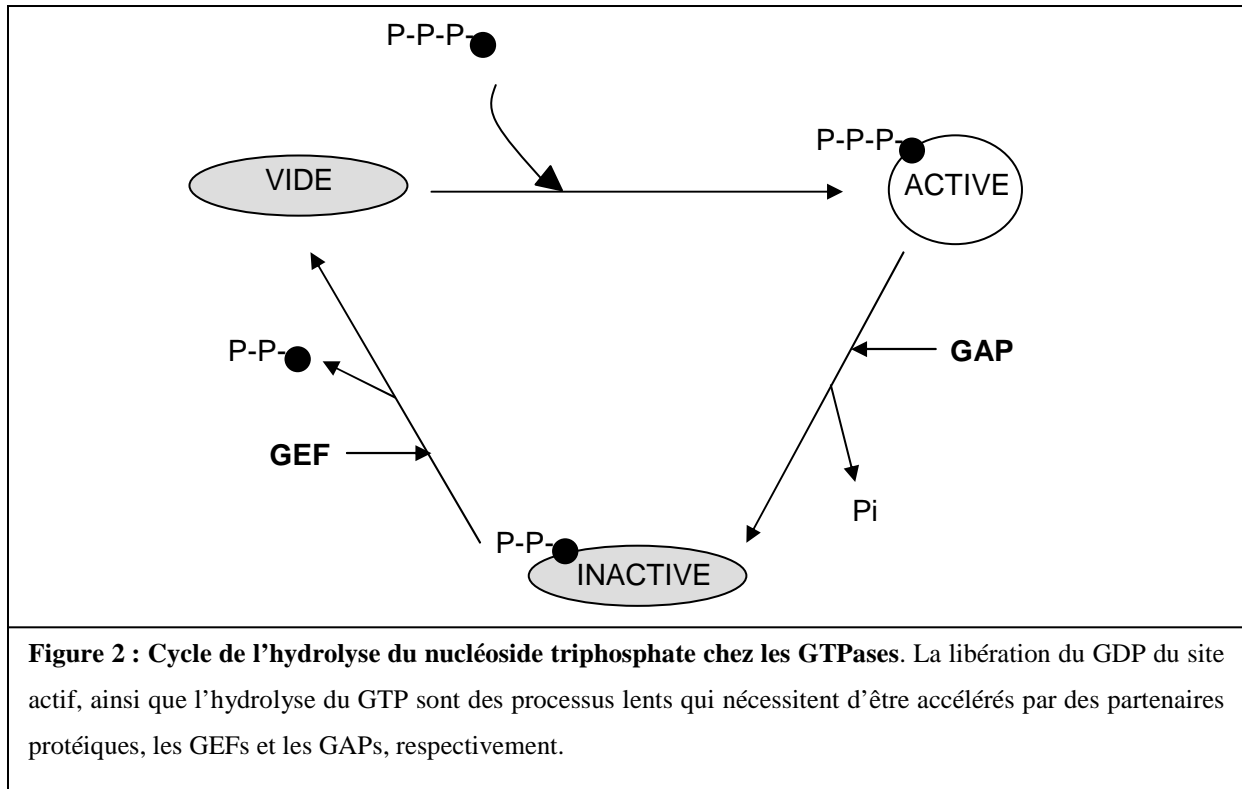 P-P-P-
P-P-P-
VIDE
ACTIVE
P-P-
GAP
GEF
Pi
P-P-
INACTIVE
Figure 2 : Cycle de l’hydrolyse du nucléoside triphosphate chez les GTPases. La libération du GDP du site
actif, ainsi que l’hydrolyse du GTP sont des processus lents qui nécessitent d’être accélérés par des partenaires
protéiques, les GEFs et les GAPs, respectivement.